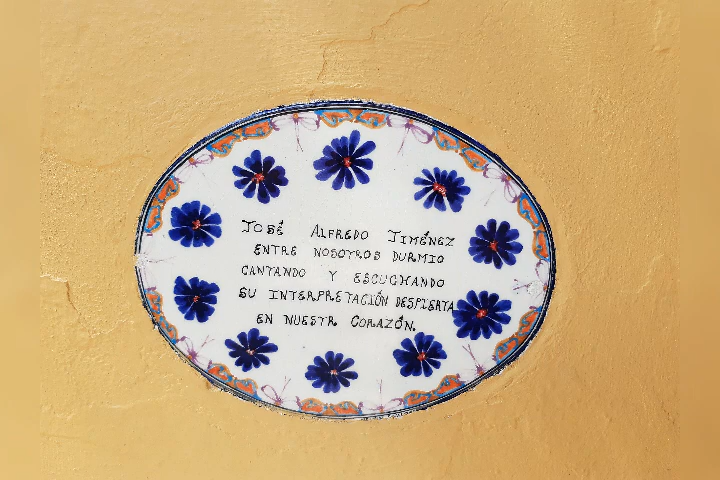 JOSÉ ALFREDO JIMÉNEZ
ENTRE NOSOTROS DURMIO
CANTANDO Y ESCUCHANDO
SU INTERPRETACIÓN DESPIERTA
EN NUESTR CORAZÓN.